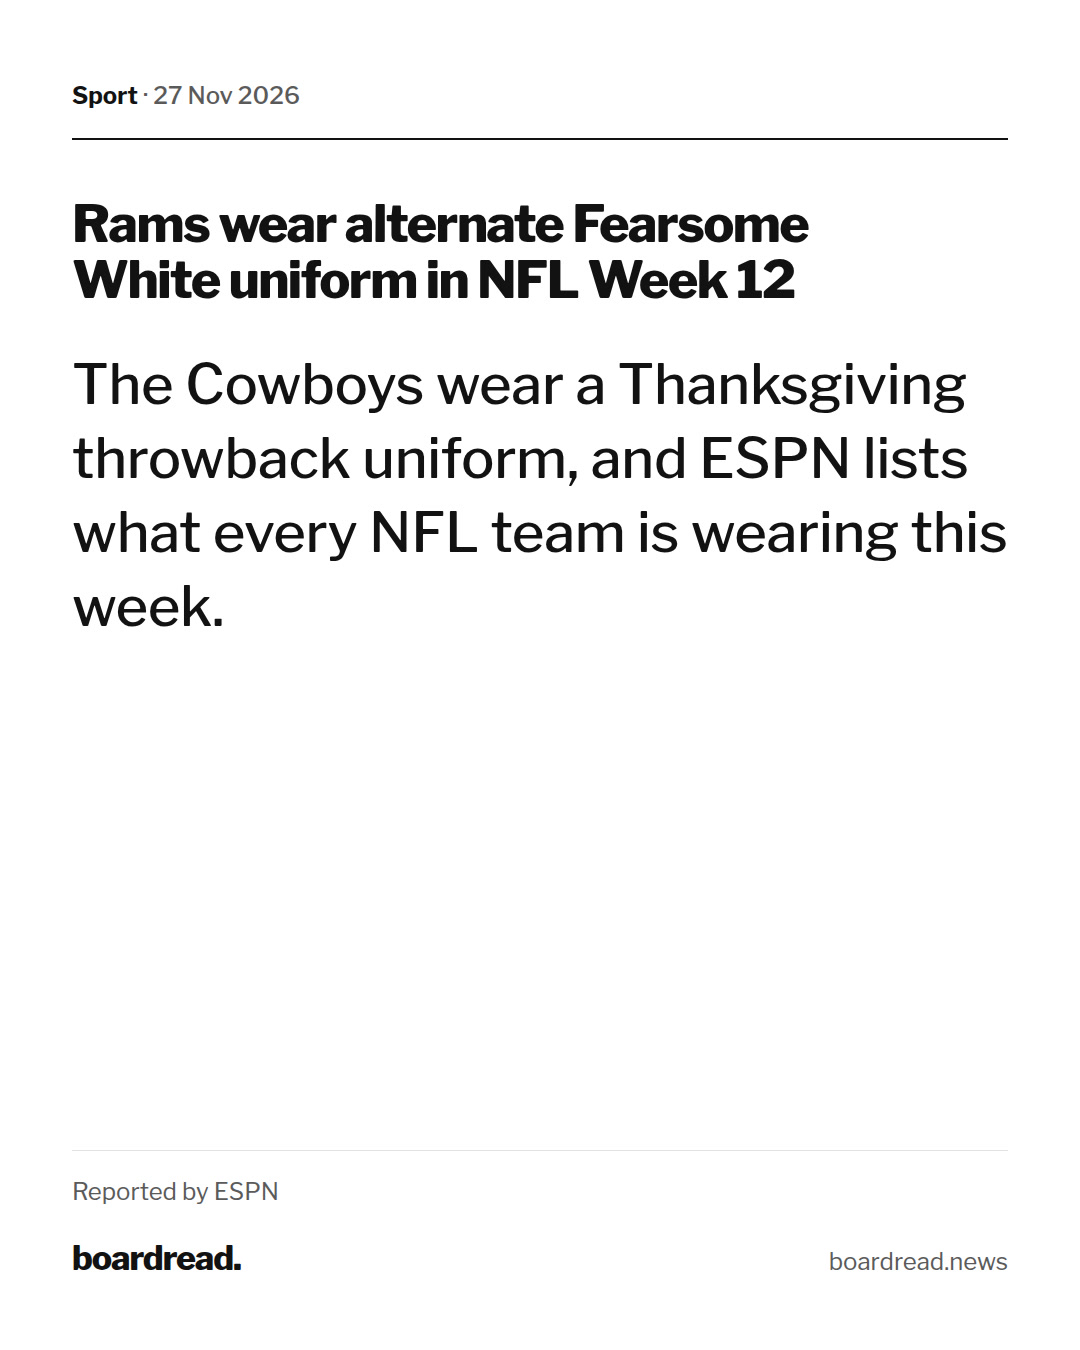 Sport · 27 Nov 2026
Rams wear alternate Fearsome
White uniform in NFL Week 12
The Cowboys wear a Thanksgiving
throwback uniform, and ESPN lists
what every NFL team is wearing this
week.
Reported by ESPN
boardread.
boardread.news